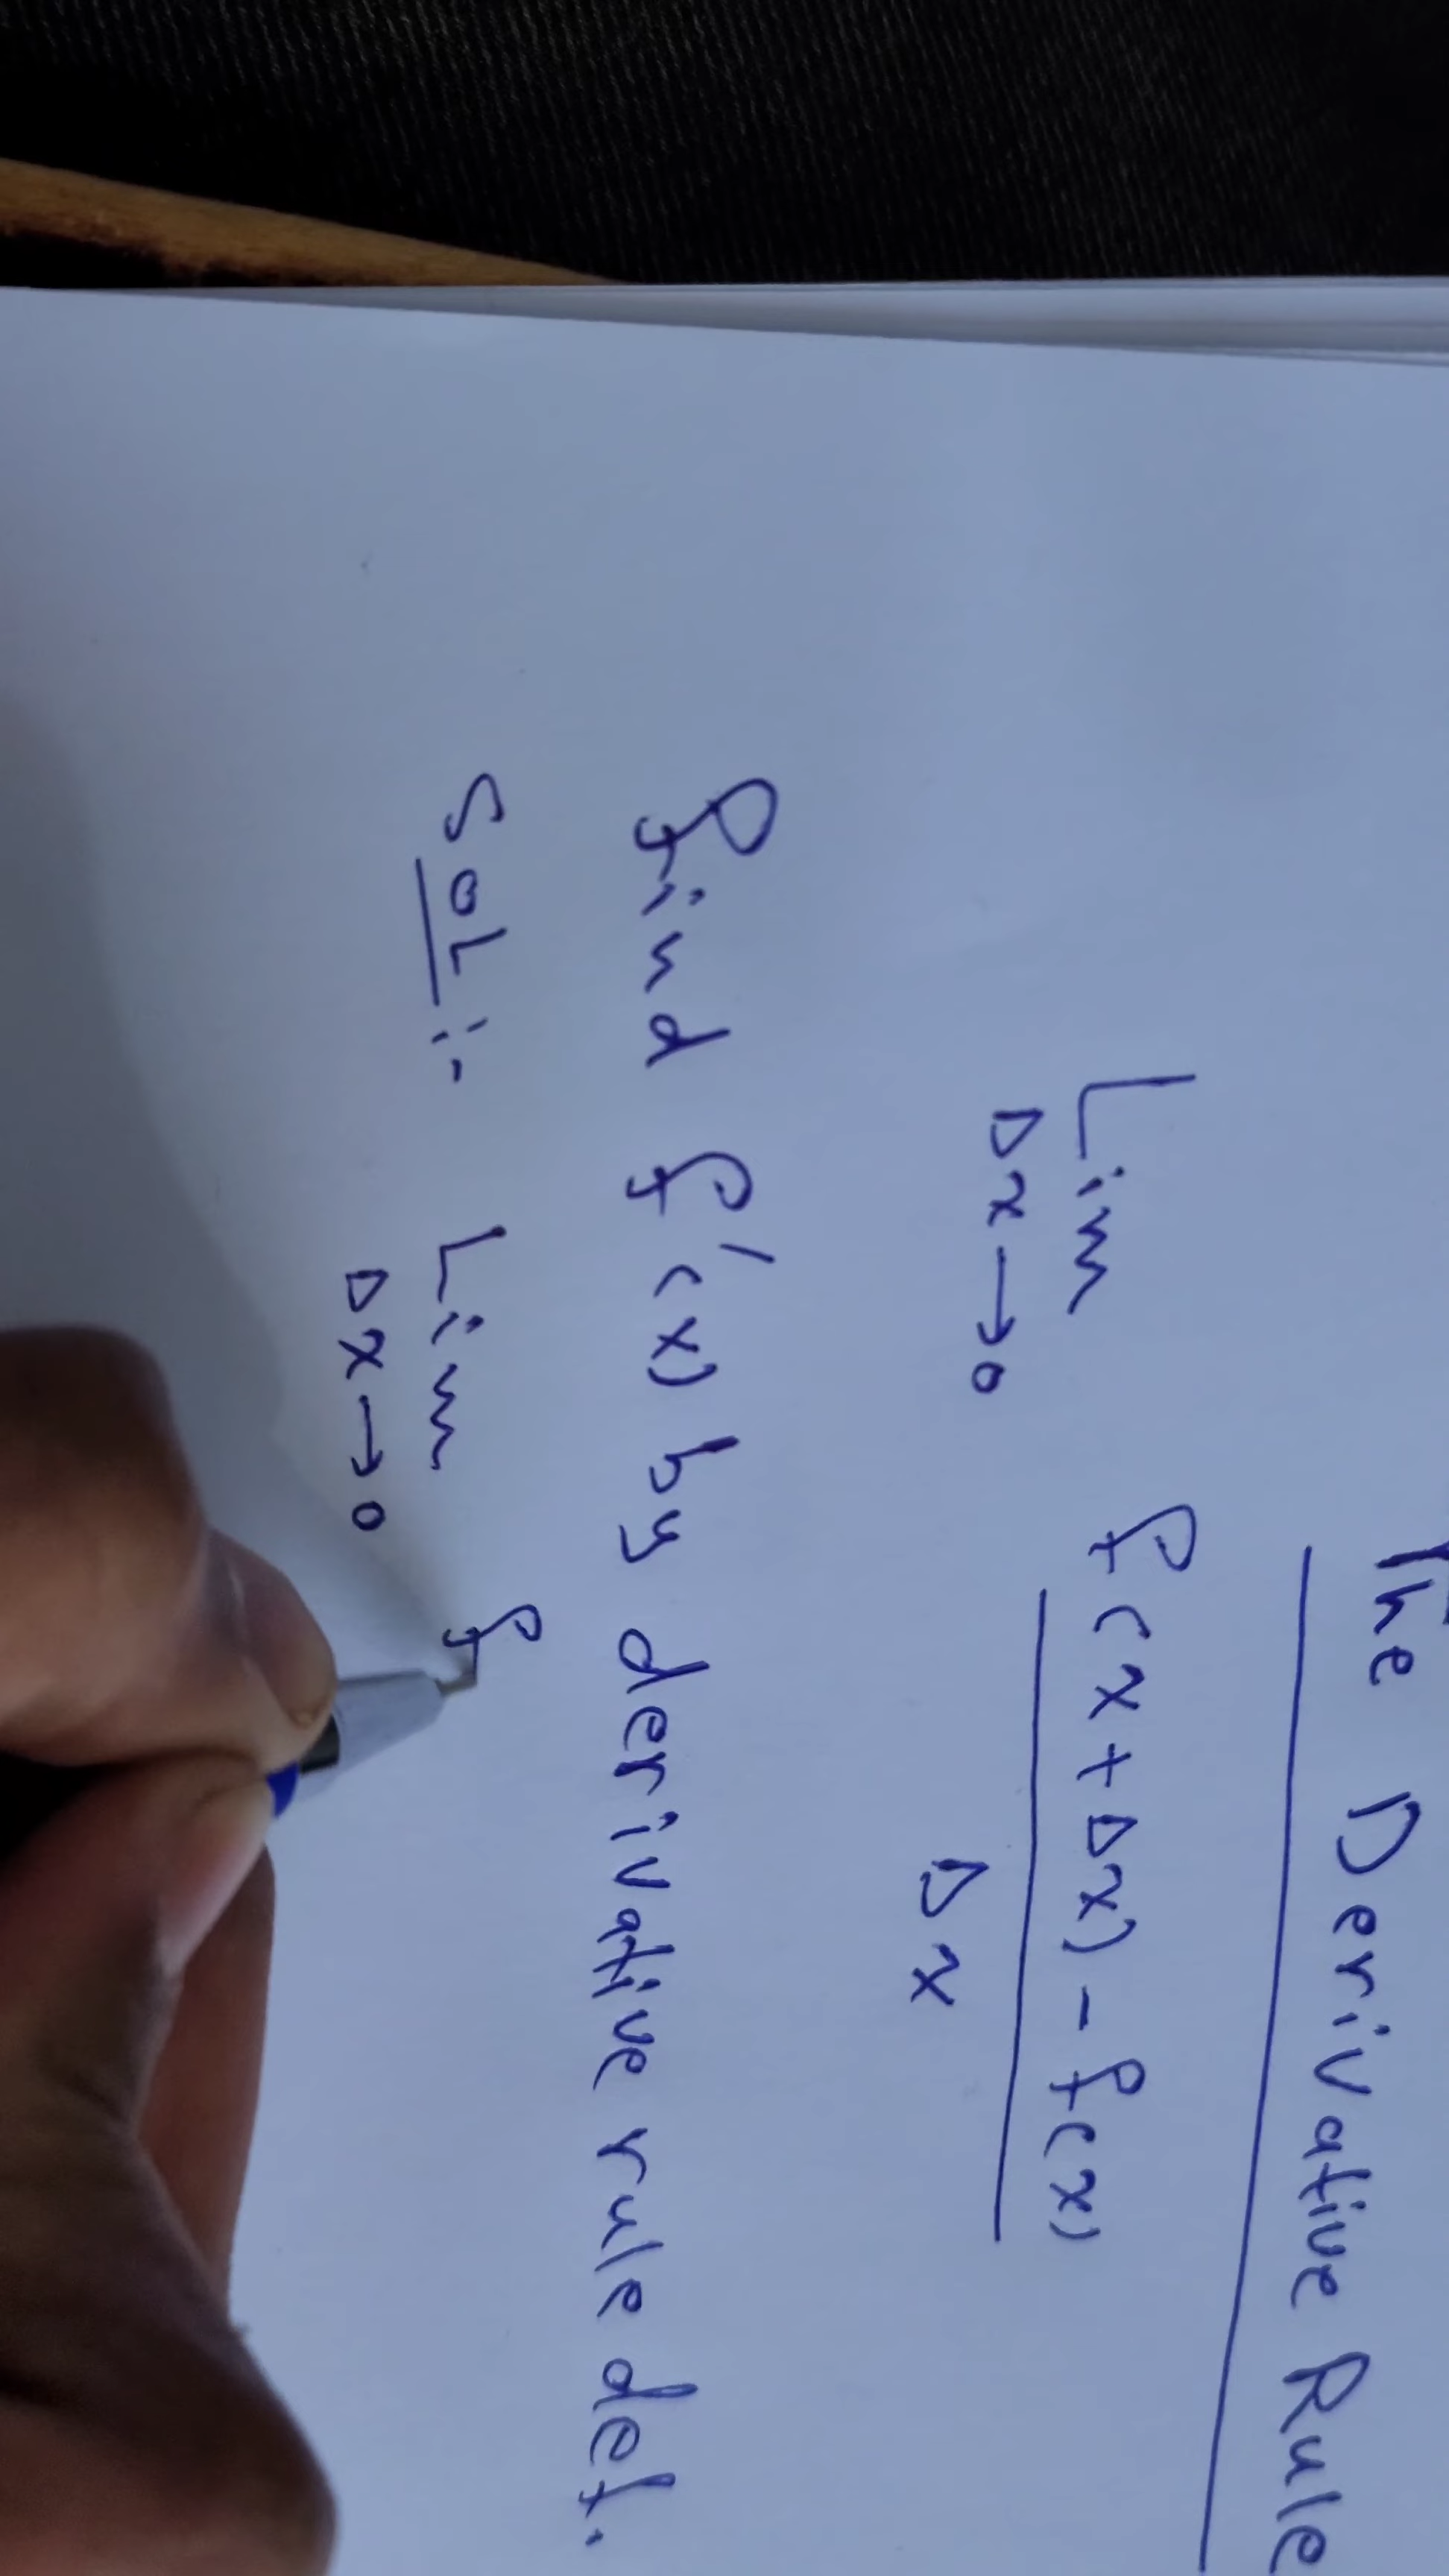 The Derivative Rule
Lim f(x+Δx)-f(x)
Δx→0 Δx
find f'(x) by derivative rule def.
Sol:- Lim f
Δx→0